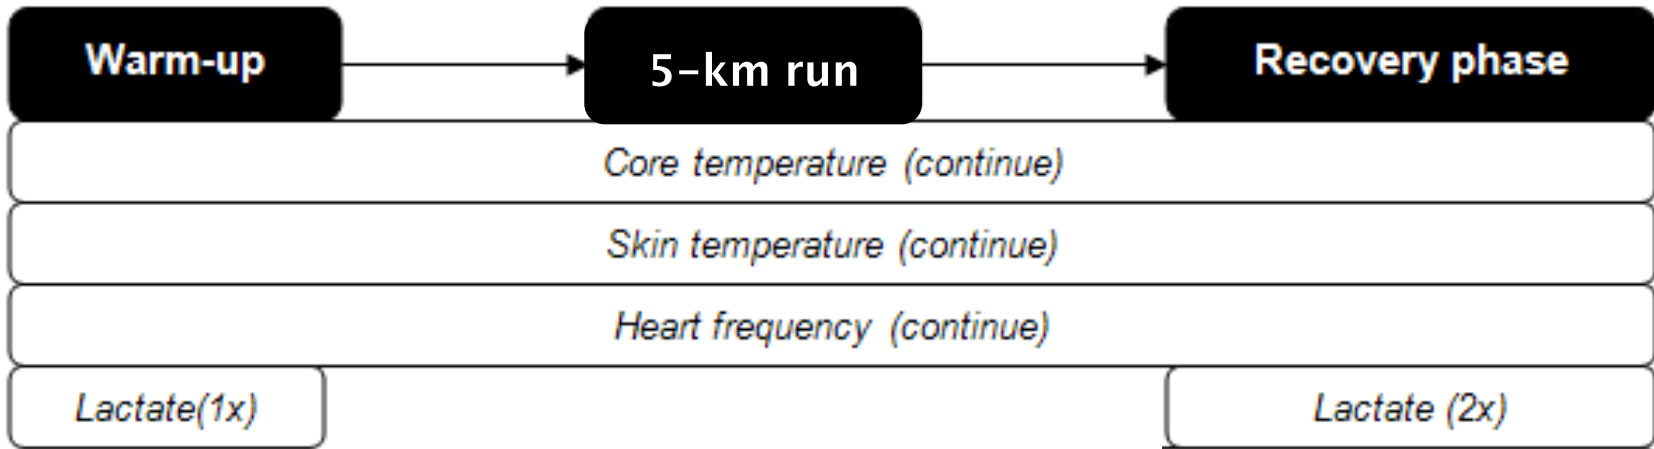 Warm-up
5-km run
Recovery phase
Core temperature (continue)
Skin temperature (continue)
Heart frequency (continue)
Lactate(1x)
Lactate (2x)